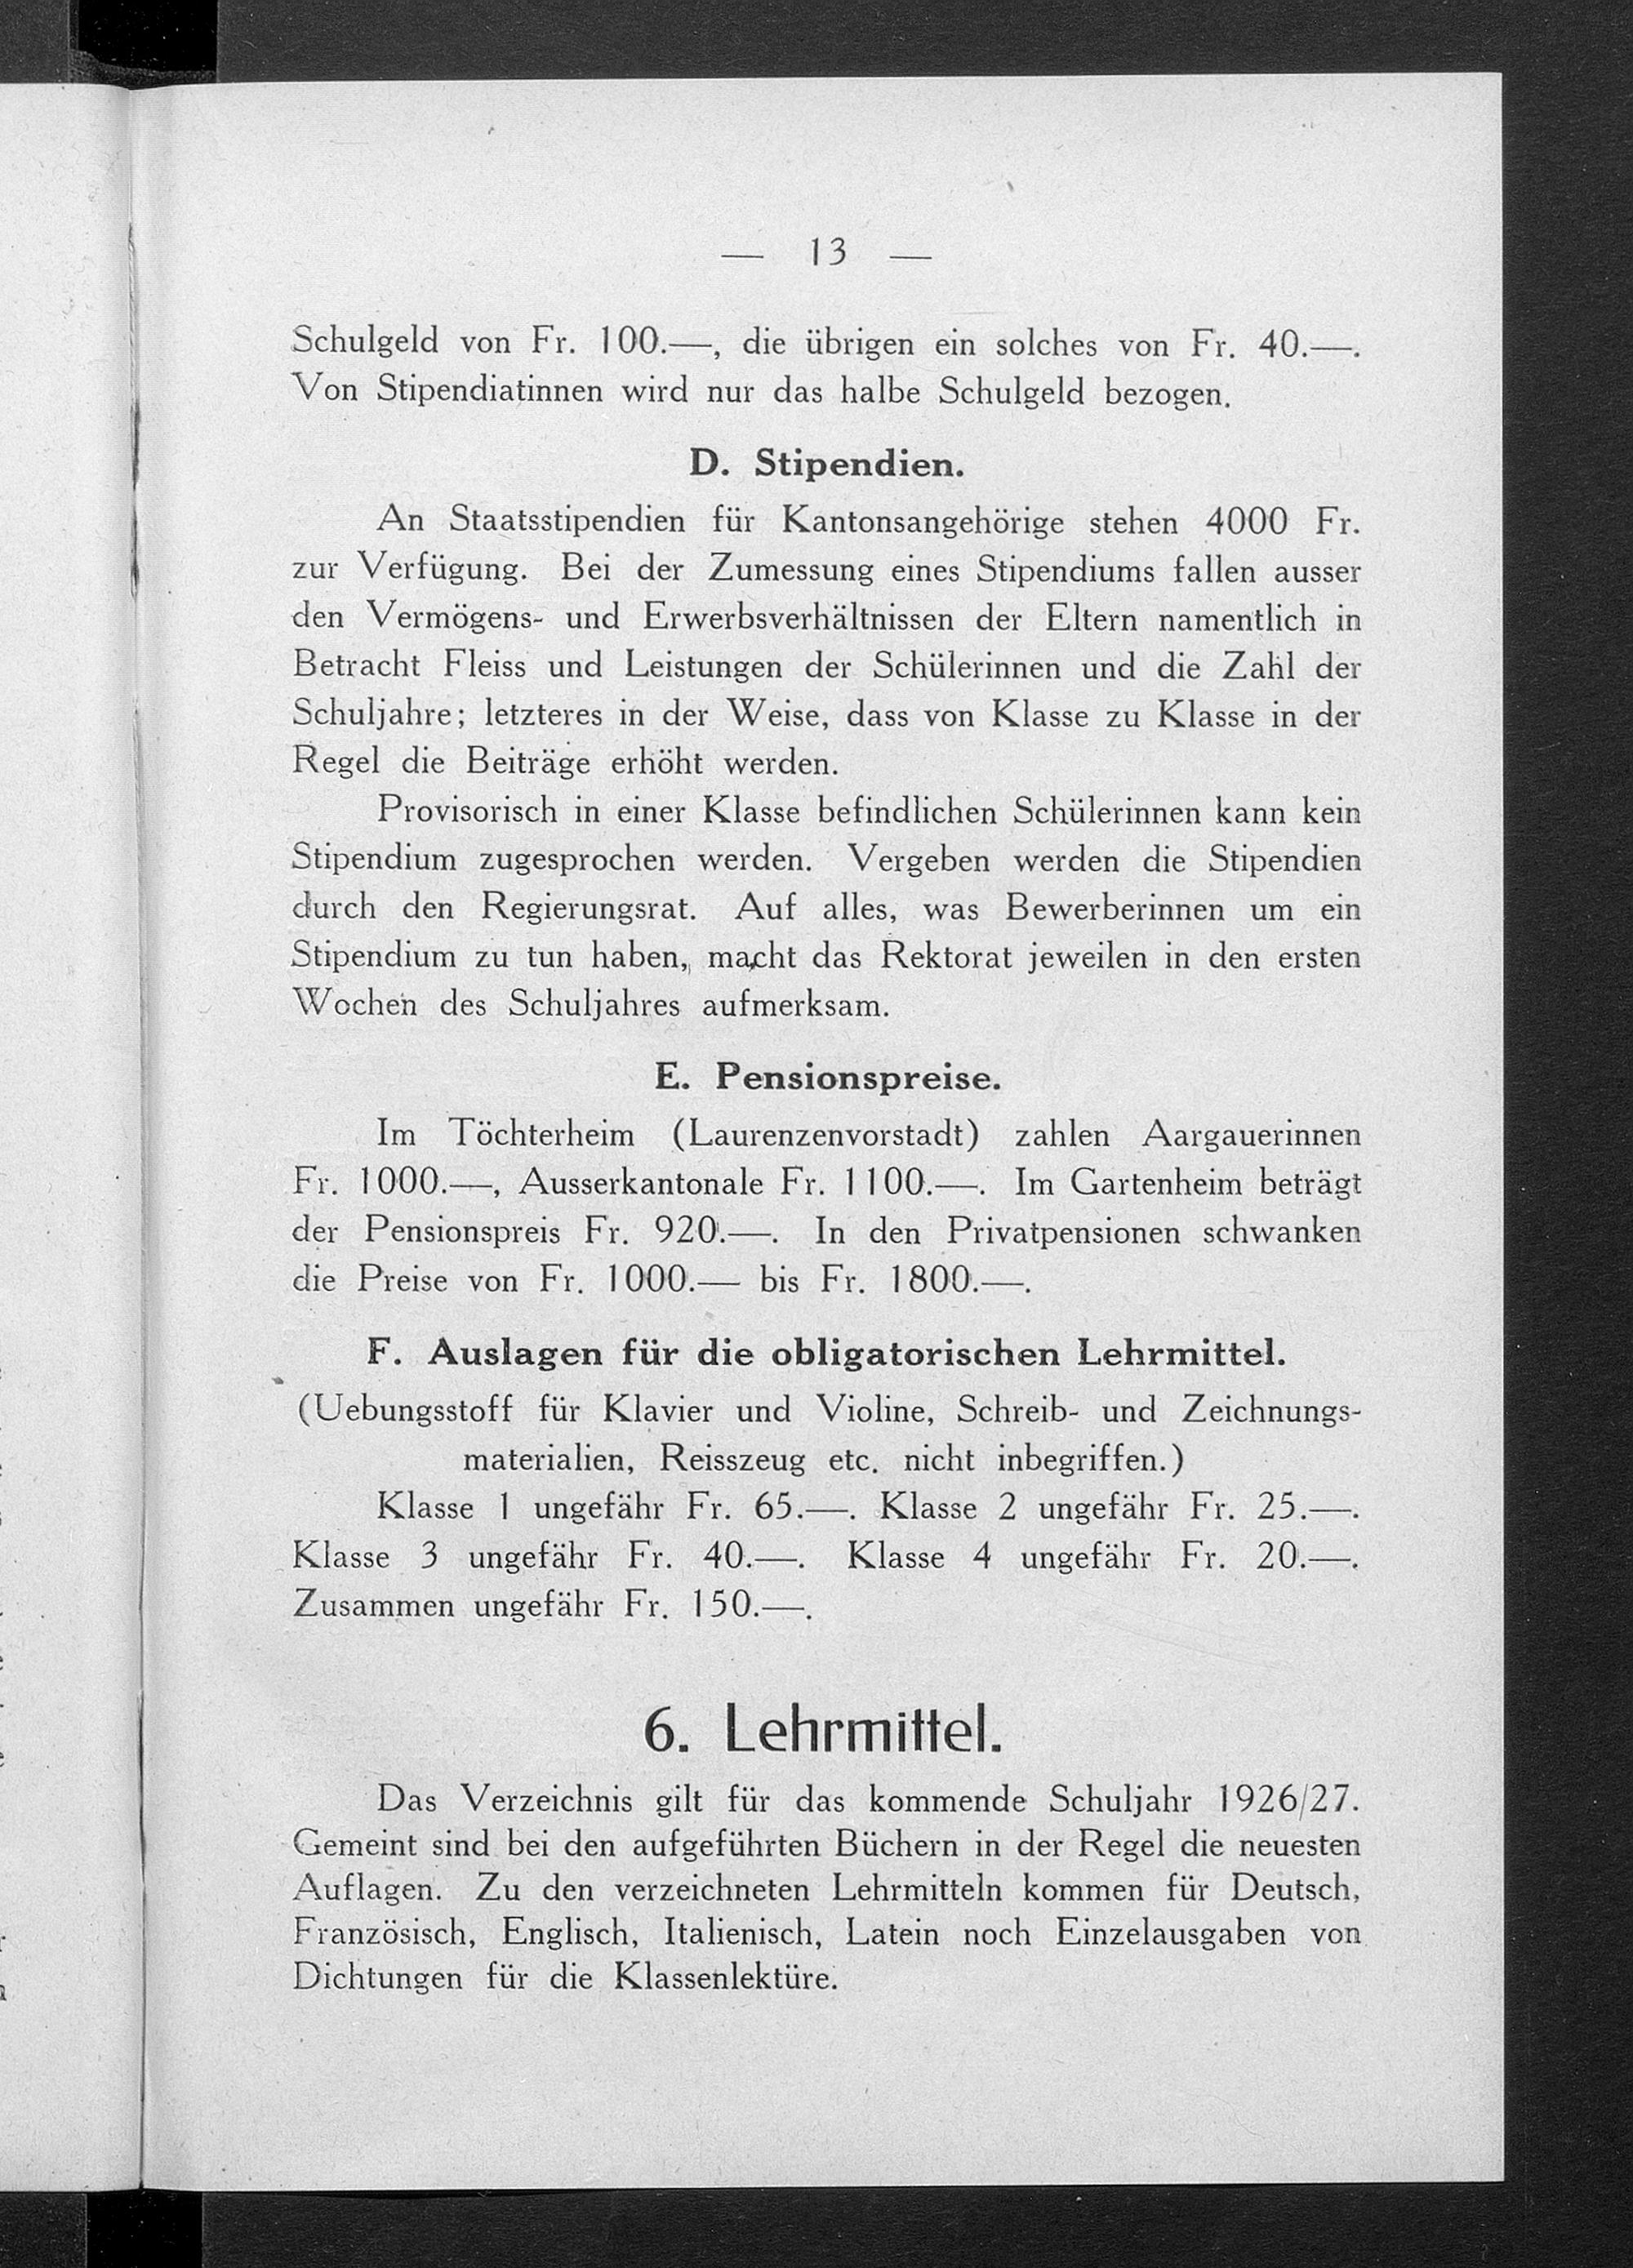 — 13 —
Schulgeld von Fr. 100.—, die übrigen ein solches von Fr. 40.—.
Von Stipendiatinnen wird nur das halbe Schulgeld bezogen.
D. Stipendien.
An Staatsstipendien für Kantonsangehörige stehen 4000 Fr.
zur Verfügung. Bei der Zumessung eines Stipendiums fallen ausser
den Vermögens- und Erwerbsverhältnissen der Eltern namentlich in
Betracht Fleiss und Leistungen der Schülerinnen und die Zahl der
Schuljahre; letzteres in der Weise, dass von Klasse zu Klasse in der
Regel die Beiträge erhöht werden.
Provisorisch in einer Klasse befindlichen Schülerinnen kann kein
Stipendium zugesprochen werden. Vergeben werden die Stipendien
durch den Regierungsrat. Auf alles, was Bewerberinnen um ein
Stipendium zu tun haben, macht das Rektorat jeweilen in den ersten
Wochen des Schuljahres aufmerksam.
E. Pensionspreise.
Im Töchterheim (Laurenzenvorstadt) zahlen Aargauerinnen
Fr. 1000.—, Ausserkantonale Fr. 1100.—. Im Gartenheim beträgt
der Pensionspreis Fr. 920.—. In den Privatpensionen schwanken
die Preise von Fr. 1000.— bis Fr. 1800.—.
F. Auslagen für die obligatorischen Lehrmittel.
(Uebungsstoff für Klavier und Violine, Schreib- und Zeichnungs-
materialien, Reisszeug etc. nicht inbegriffen.)
Klasse 1 ungefähr Fr. 65.—. Klasse 2 ungefähr Fr. 25.—.
Klasse 3 ungefähr Fr. 40.—. Klasse 4 ungefähr Fr. 20.—.
Zusammen ungefähr Fr. 150.—.
6. Lehrmittel.
Das Verzeichnis gilt für das kommende Schuljahr 1926/27.
Gemeint sind bei den aufgeführten Büchern in der Regel die neuesten
Auflagen. Zu den verzeichneten Lehrmitteln kommen für Deutsch,
Französisch, Englisch, Italienisch, Latein noch Einzelausgaben von
Dichtungen für die Klassenlektüre.